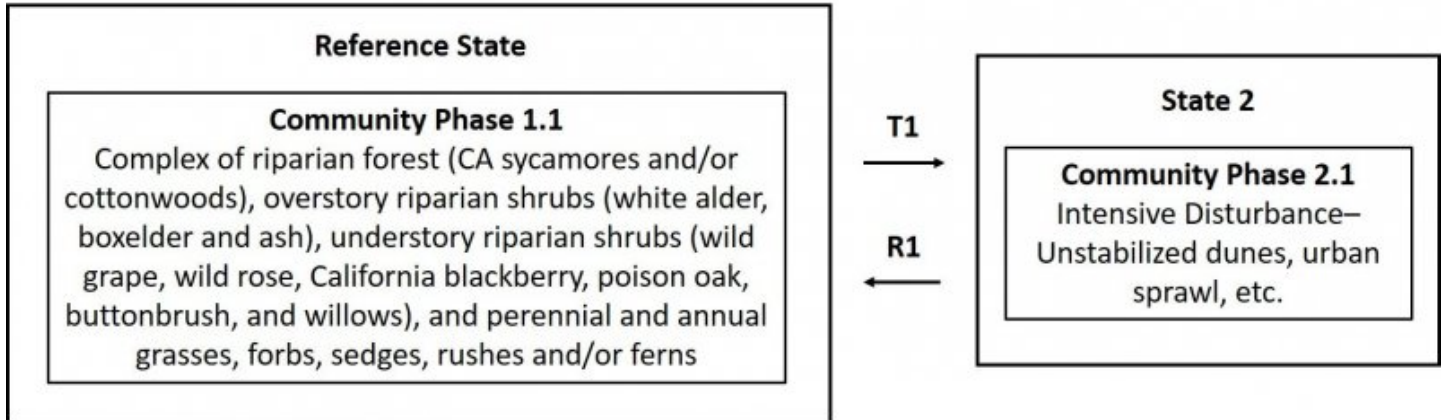 Reference State
Community Phase 1.1
Complex of riparian forest (CA sycamores and/or
cottonwoods), overstory riparian shrubs (white alder,
boxelder and ash), understory riparian shrubs (wild
grape, wild rose, California blackberry, poison oak,
buttonbrush, and willows), and perennial and annual
grasses, forbs, sedges, rushes and/or ferns
T1
R1
State 2
Community Phase 2.1
Intensive Disturbance–
Unstabilized dunes, urban
sprawl, etc.